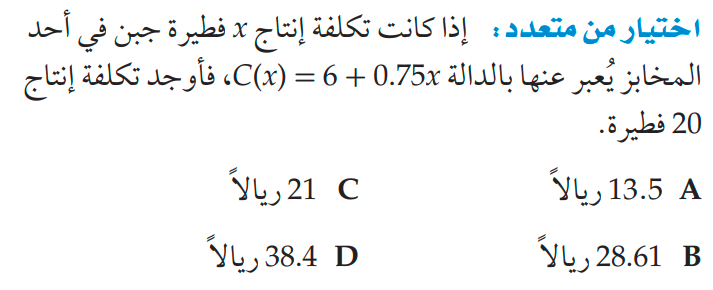 اختيار من متعدد: إذا كانت تكلفة إنتاج x فطيرة جبن في أحد
المخابز يُعبر عنها بالدالة C(x) = 6 + 0.75x، فأوجد تكلفة إنتاج
20 فطيرة.
A 13.5 ريالاً C 21 ريالاً
B 28.61 ريالاً D 38.4 ريالاً